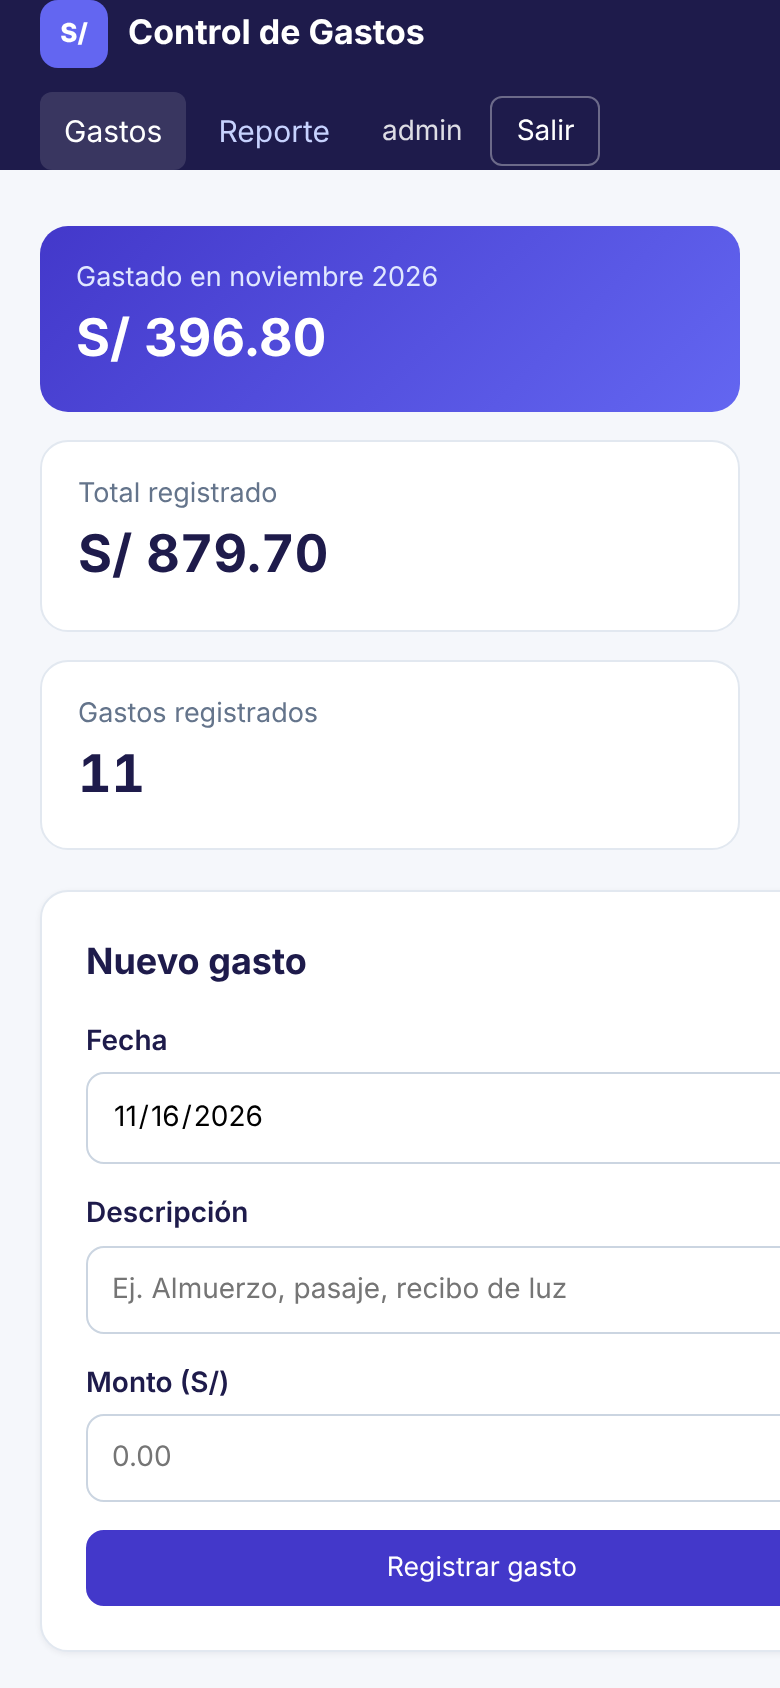 S/ Control de Gastos
Gastos Reporte admin Salir
Gastado en noviembre 2026
S/ 396.80
Total registrado
S/ 879.70
Gastos registrados
11
Nuevo gasto
Fecha
11/16/2026
Descripción
Ej. Almuerzo, pasaje, recibo de luz
Monto (S/)
0.00
Registrar gasto